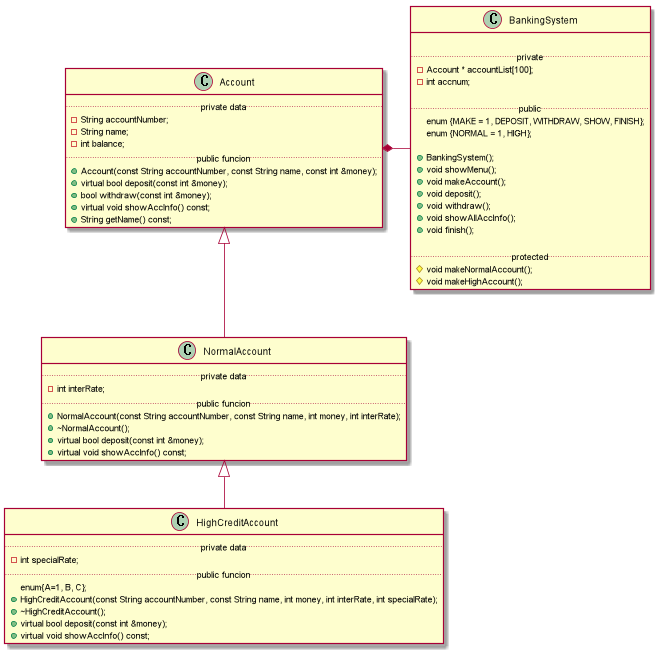 BankingSystem
private
Account * accountList[100];
int accnum;
public
enum {MAKE = 1, DEPOSIT, WITHDRAW, SHOW, FINISH};
enum {NORMAL = 1, HIGH};
BankingSystem();
void showMenu();
void makeAccount();
void deposit();
void withdraw();
void showAllAccInfo();
void finish();
protected
void makeNormalAccount();
void makeHighAccount();
Account
private data
String accountNumber;
String name;
int balance;
public funcion
Account(const String accountNumber, const String name, const int &money);
virtual bool deposit(const int &money);
bool withdraw(const int &money);
virtual void showAccInfo() const;
String getName() const;
NormalAccount
private data
int interRate;
public funcion
NormalAccount(const String accountNumber, const String name, int money, int interRate);
~NormalAccount();
virtual bool deposit(const int &money);
virtual void showAccInfo() const;
HighCreditAccount
private data
int specialRate;
public funcion
enum{A=1, B, C};
HighCreditAccount(const String accountNumber, const String name, int money, int interRate, int specialRate);
~HighCreditAccount();
virtual bool deposit(const int &money);
virtual void showAccInfo() const;